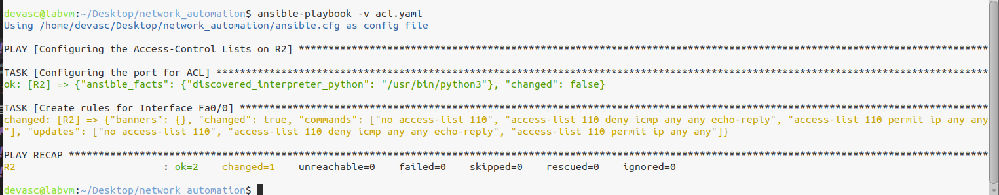 devasc@labvm:~/Desktop/network_automation$ ansible-playbook -v acl.yaml
Using /home/devasc/Desktop/network_automation/ansible.cfg as config file
PLAY [Configuring the Access-Control Lists on R2] *********************************************************************************************************************
TASK [Configuring the port for ACL] ***********************************************************************************************************************************
ok: [R2] => {"ansible_facts": {"discovered_interpreter_python": "/usr/bin/python3"}, "changed": false}
TASK [Create rules for Interface Fa0/0] *******************************************************************************************************************************
changed: [R2] => {"banners": {}, "changed": true, "commands": ["no access-list 110", "access-list 110 deny icmp any any echo-reply", "access-list 110 permit ip any any
"], "updates": ["no access-list 110", "access-list 110 deny icmp any any echo-reply", "access-list 110 permit ip any any"]}
PLAY RECAP ************************************************************************************************************************************************************
R2                         : ok=2    changed=1    unreachable=0    failed=0    skipped=0    rescued=0    ignored=0
devasc@labvm:~/Desktop/network_automation$